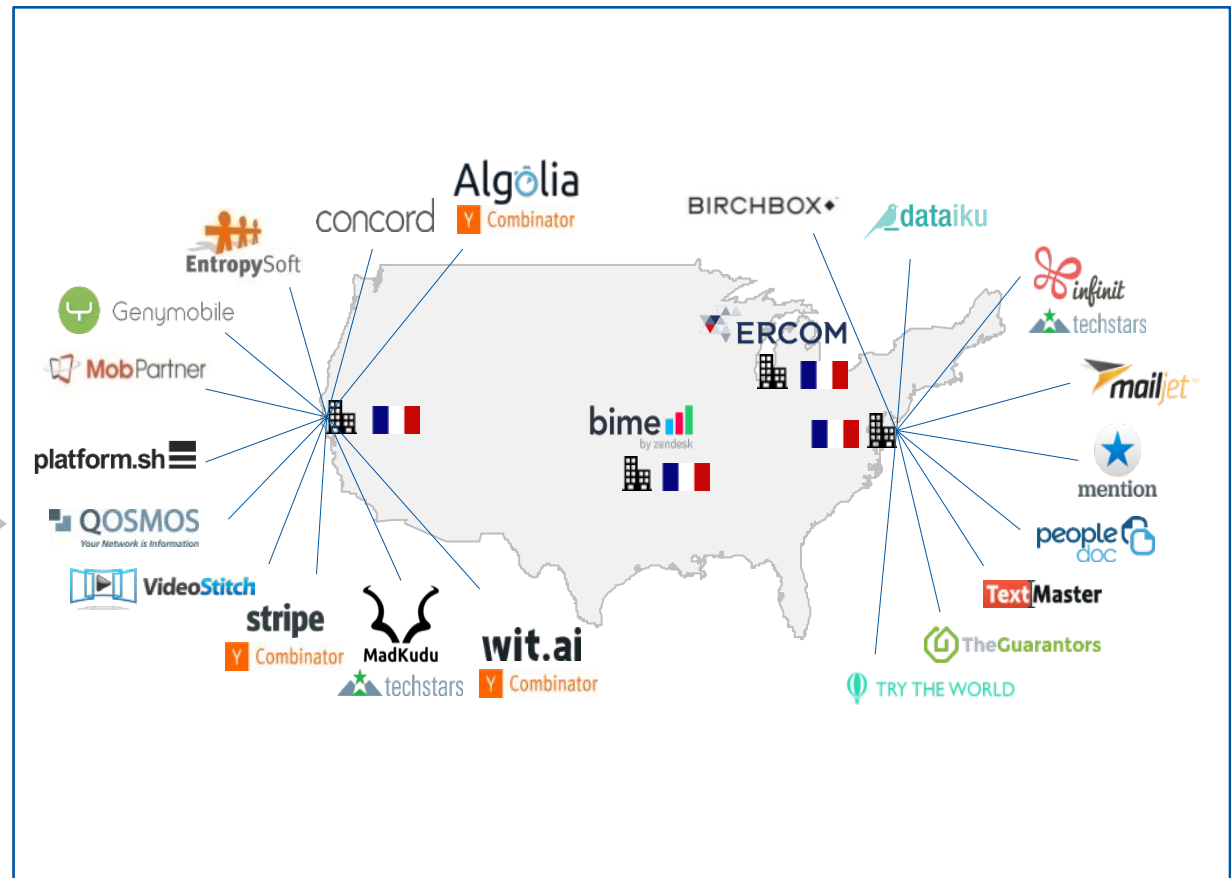 Algolia
Y Combinator
concord
EntropySoft
Genymobile
MobPartner
platform.sh
QOSMOS
Your Network is Information
VideoStitch
stripe
Y Combinator
MadKudu
techstars
wit.ai
Y Combinator
bime
by zendesk
ERCOM
BIRCHBOX
dataiku
infinit
techstars
mailjet™
mention
people
doc
TextMaster
TheGuarantors
TRY THE WORLD